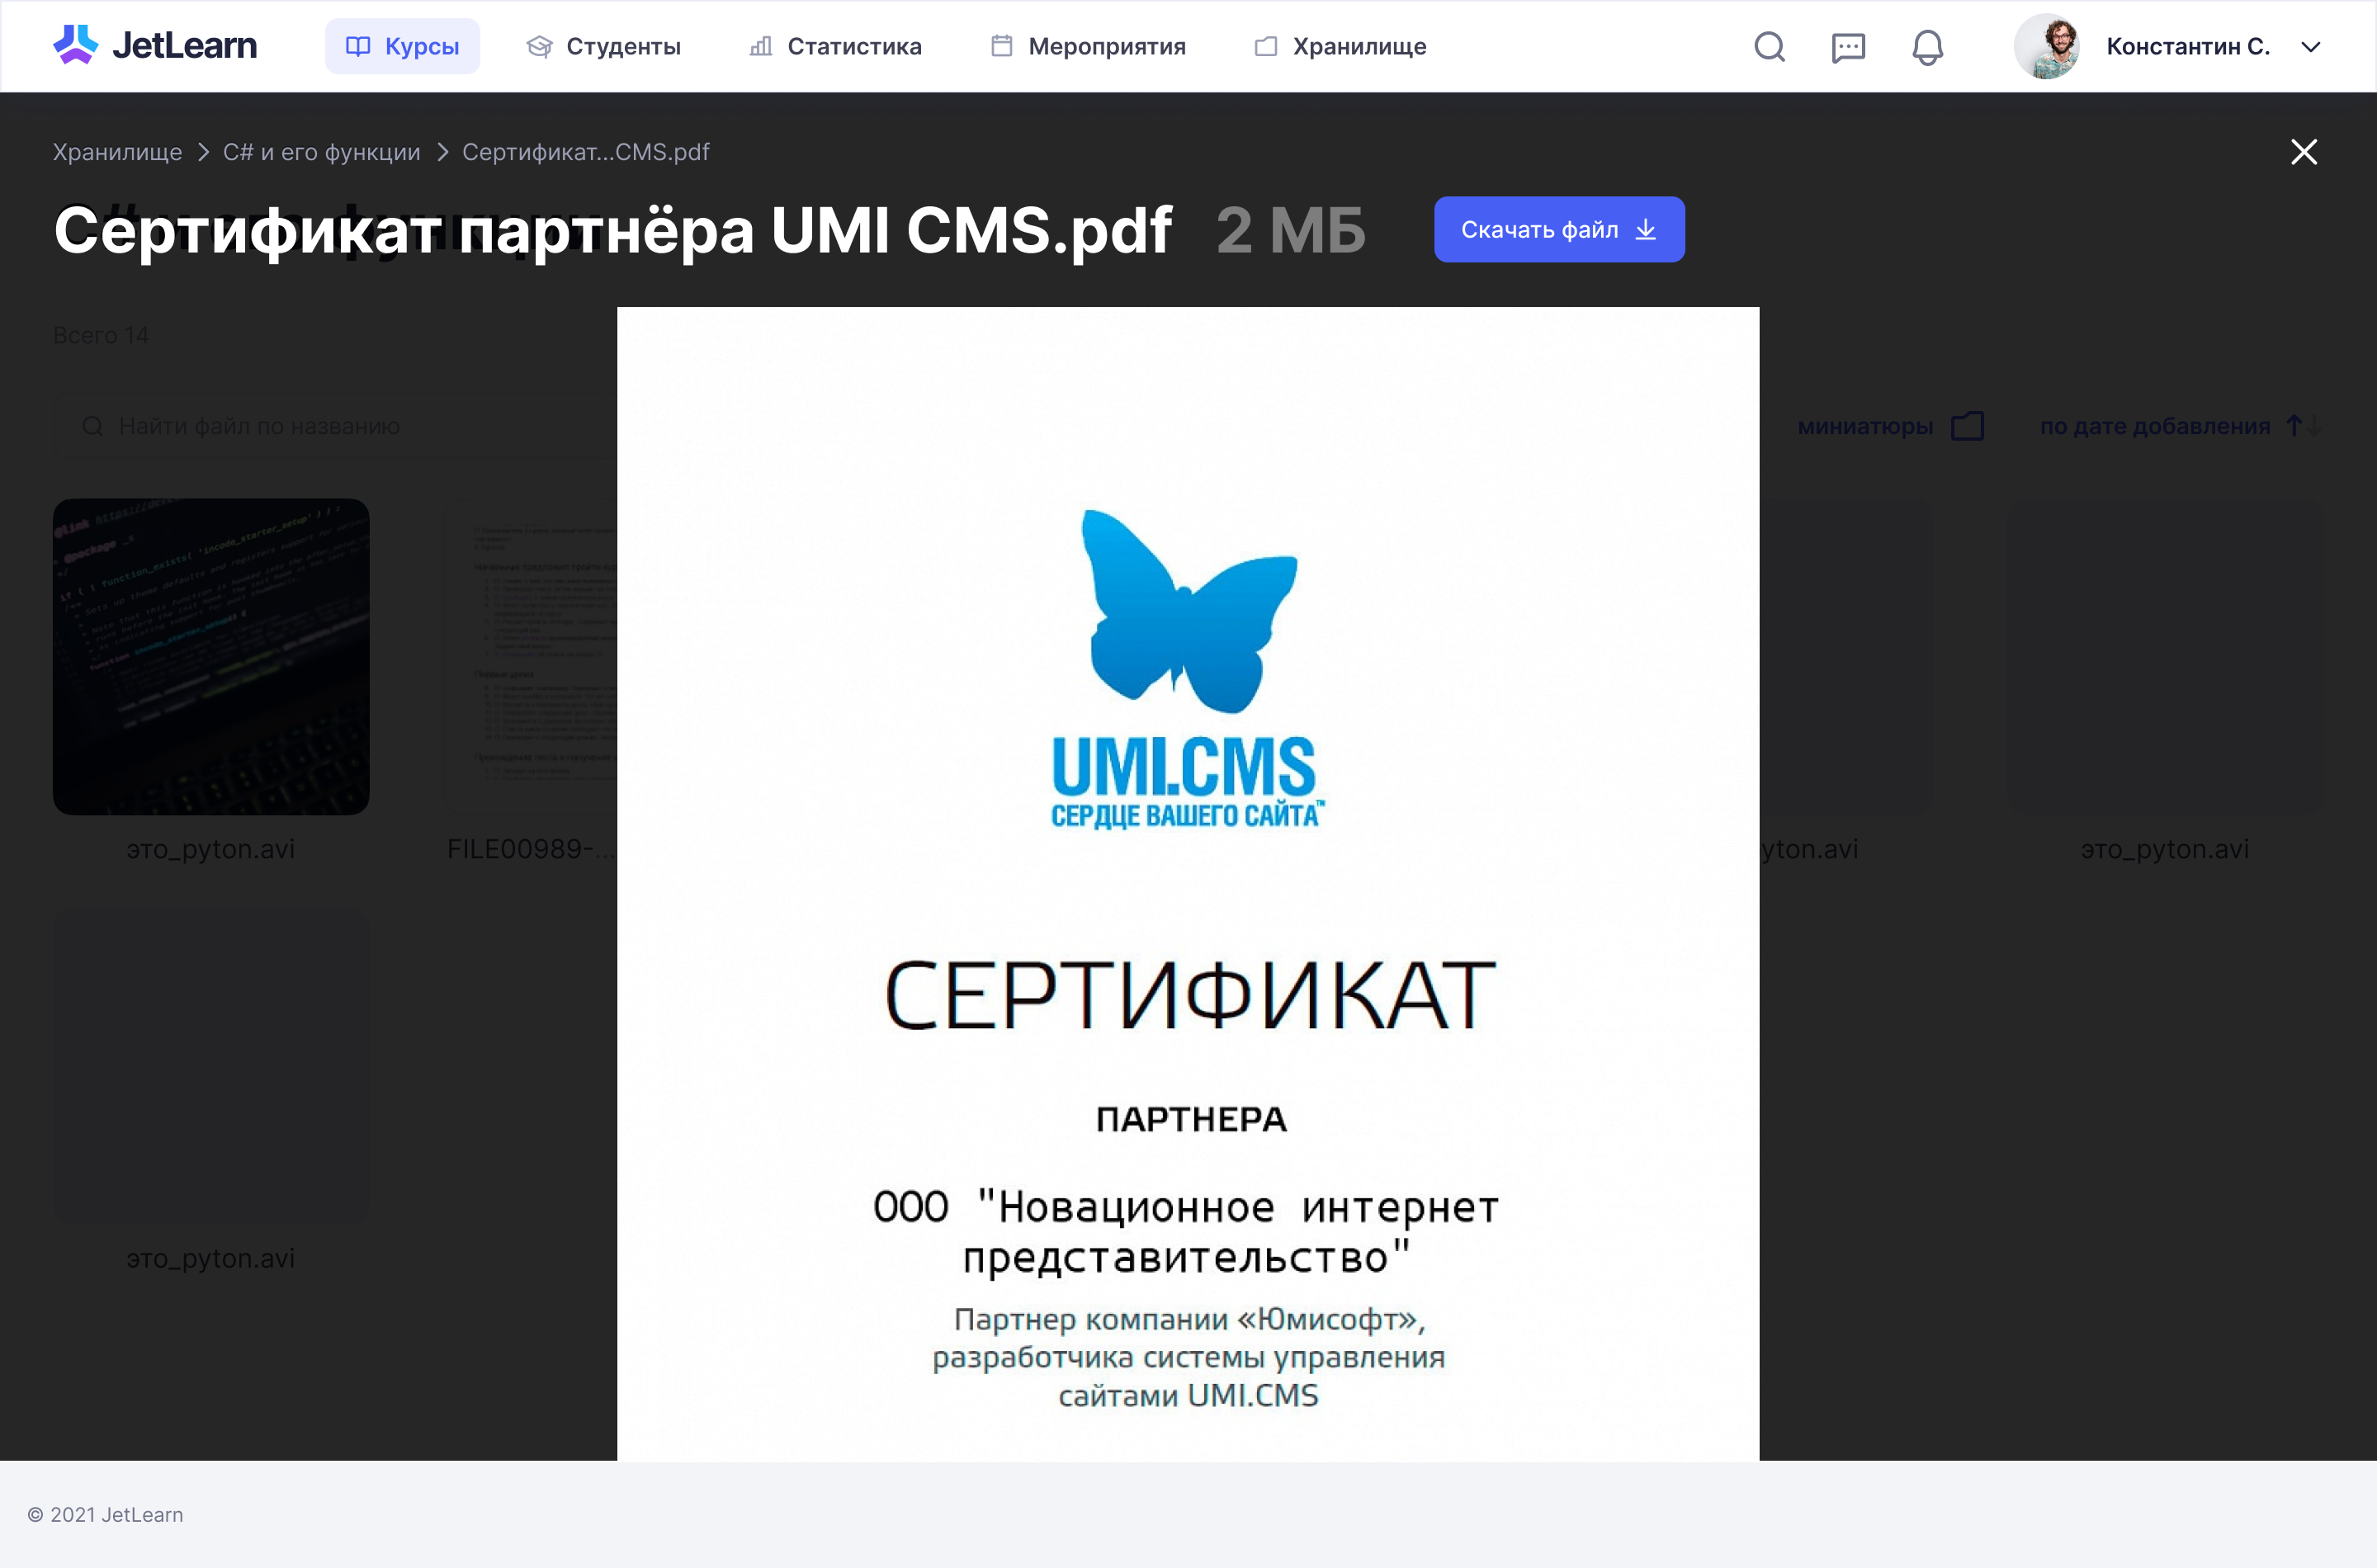 JetLearn
Курсы
Студенты
Статистика
Мероприятия
Хранилище
Константин С.
Хранилище > C# и его функции > Сертификат...CMS.pdf
Сертификат партнёра UMI CMS.pdf 2 МБ
Скачать файл
Всего 14
Найти файл по названию
миниатюры
по дате добавления
UMI.CMS
СЕРДЦЕ ВАШЕГО САЙТА™
это_pyton.avi
FILE00989-...
yton.avi
это_pyton.avi
СЕРТИФИКАТ
ПАРТНЕРА
ООО "Новационное интернет
представительство"
Партнер компании «Юмисофт»,
разработчика системы управления
сайтами UMI.CMS
это_pyton.avi
© 2021 JetLearn